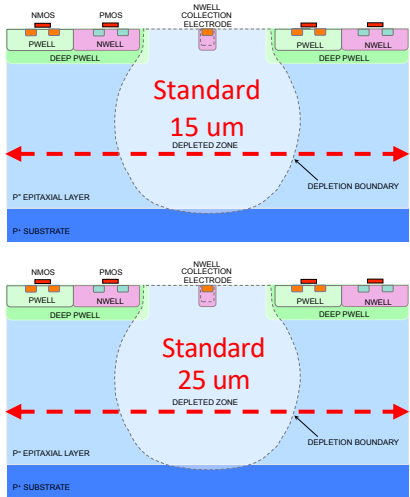 NMOS
PMOS
NWELL
COLLECTION
ELECTRODE
PWELL
NWELL
PWELL
NWELL
DEEP PWELL
DEEP PWELL
Standard
15 um
DEPLETED ZONE
DEPLETION BOUNDARY
P⁻ EPITAXIAL LAYER
P⁺ SUBSTRATE
NMOS
PMOS
NWELL
COLLECTION
ELECTRODE
PWELL
NWELL
PWELL
NWELL
DEEP PWELL
DEEP PWELL
Standard
25 um
DEPLETED ZONE
DEPLETION BOUNDARY
P⁻ EPITAXIAL LAYER
P⁺ SUBSTRATE